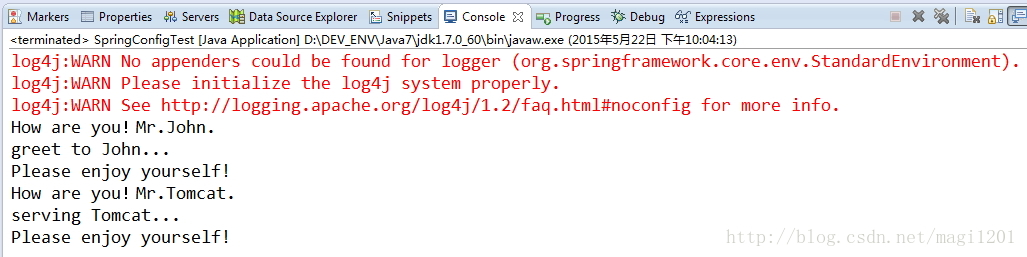 Markers Properties Servers Data Source Explorer Snippets Console Progress Debug Expressions
<terminated> SpringConfigTest [Java Application] D:\DEV_ENV\Java7\jdk1.7.0_60\bin\javaw.exe (2015年5月22日 下午10:04:13)
log4j:WARN No appenders could be found for logger (org.springframework.core.env.StandardEnvironment).
log4j:WARN Please initialize the log4j system properly.
log4j:WARN See http://logging.apache.org/log4j/1.2/faq.html#noconfig for more info.
How are you！Mr.John.
greet to John...
Please enjoy yourself!
How are you！Mr.Tomcat.
serving Tomcat...
Please enjoy yourself!
http://blog.csdn.net/magi1201